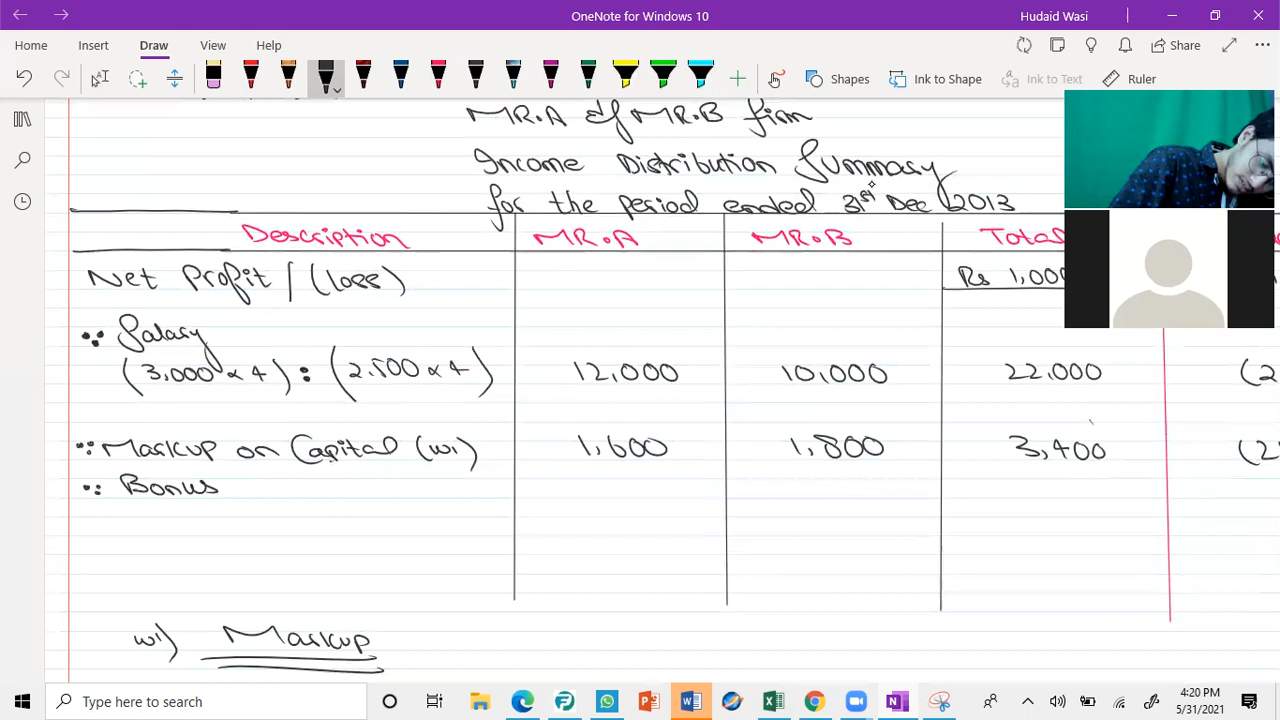 OneNote for Windows 10
Hudaid Wasi
Home Insert Draw View Help
Share
Shapes Ink to Shape Ink to Text Ruler
MR.A & MR.B firm
Income Distribution Summary
for the period ended 31st Dec 2013
Description MR.A MR.B Total
Net Profit / (loss) Rs 1,000
Salary
(3,000 x 4) : (2,500 x 4) 12,000 10,000 22,000 (2
Markup on Capital (w1) 1,600 1,800 3,400 (2
Bonus
w1) Markup
Type here to search
4:20 PM
5/31/2021